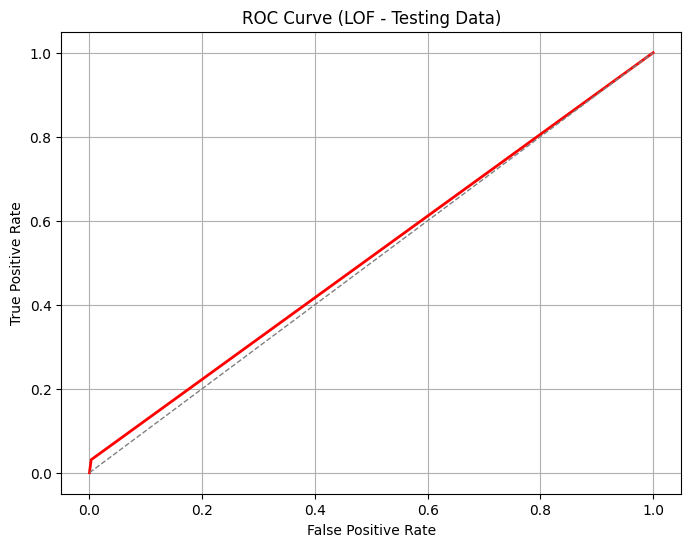 ROC Curve (LOF - Testing Data)
1.0
0.8
0.6
0.4
0.2
0.0
True Positive Rate
0.0 0.2 0.4 0.6 0.8 1.0
False Positive Rate